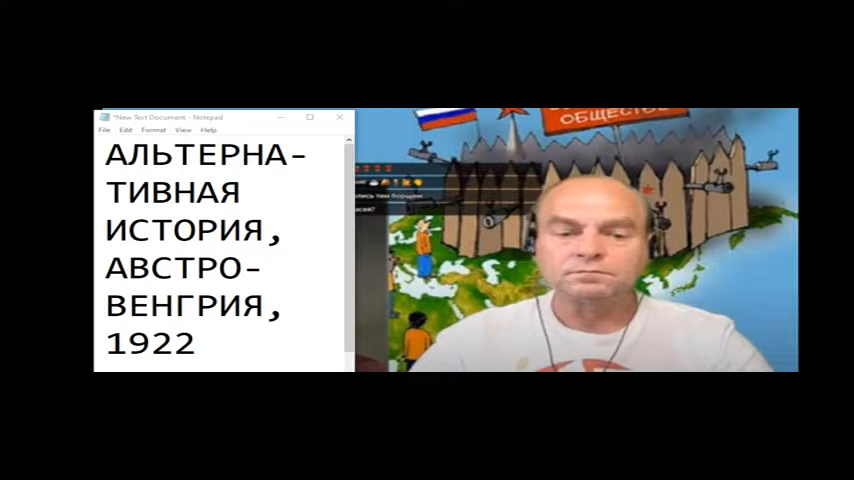 *New Text Document - Notepad
File Edit Format View Help
АЛЬТЕРНА-
ТИВНАЯ
ИСТОРИЯ,
АВСТРО-
ВЕНГРИЯ,
1922
ОБЩЕСТВО